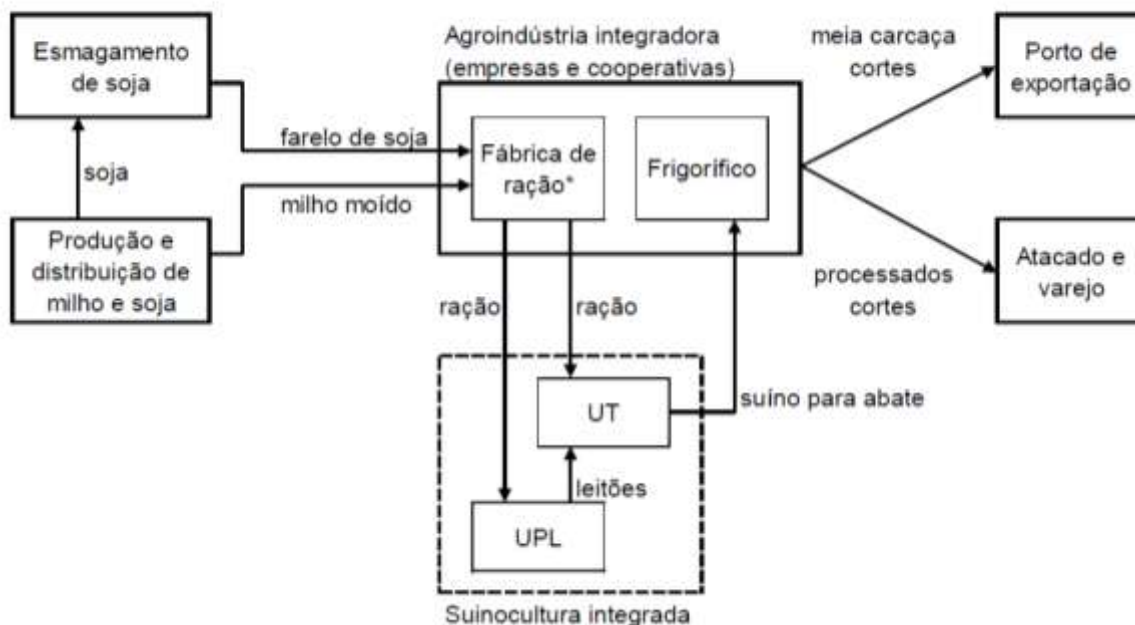 Esmagamento
de soja
Agroindústria integradora
(empresas e cooperativas)
meia carcaça
cortes
Porto de
exportação
farelo de soja
Fábrica de
ração*
Frigorífico
soja
milho moído
Produção e
distribuição de
milho e soja
processados
cortes
Atacado e
varejo
ração
ração
UT
suíno para abate
leitões
UPL
Suinocultura integrada